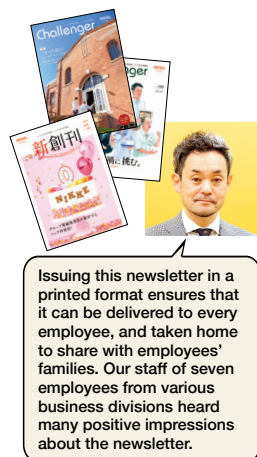 Challenger
nger
に挑む。
新創刊
NIKKE
Issuing this newsletter in a
printed format ensures that
it can be delivered to every
employee, and taken home
to share with employees’
families. Our staff of seven
employees from various
business divisions heard
many positive impressions
about the newsletter.